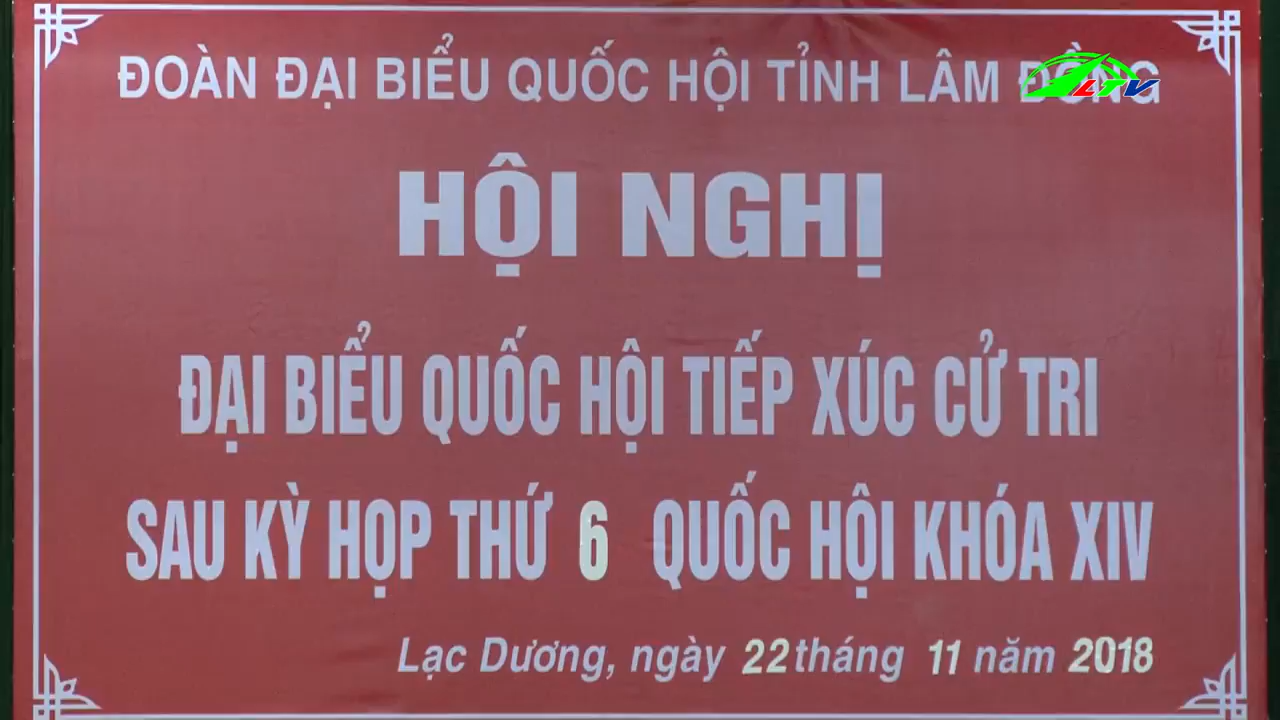 ĐOÀN ĐẠI BIỂU QUỐC HỘI TỈNH LÂM ĐỒNG
LTV
HỘI NGHỊ
ĐẠI BIỂU QUỐC HỘI TIẾP XÚC CỬ TRI
SAU KỲ HỌP THỨ 6 QUỐC HỘI KHÓA XIV
Lạc Dương, ngày 22 tháng 11 năm 2018